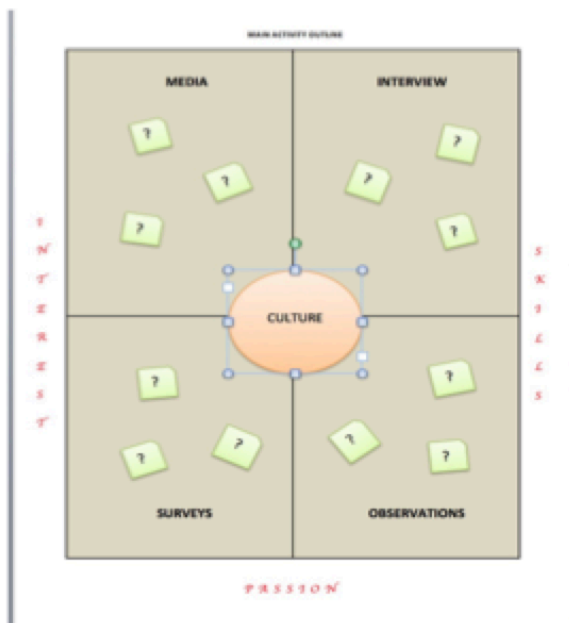 MAIN ACTIVITY OUTLINE
MEDIA
INTERVIEW
?
?
?
?
?
?
INTEREST
SKILLS
CULTURE
?
?
?
?
?
?
SURVEYS
OBSERVATIONS
PASSION